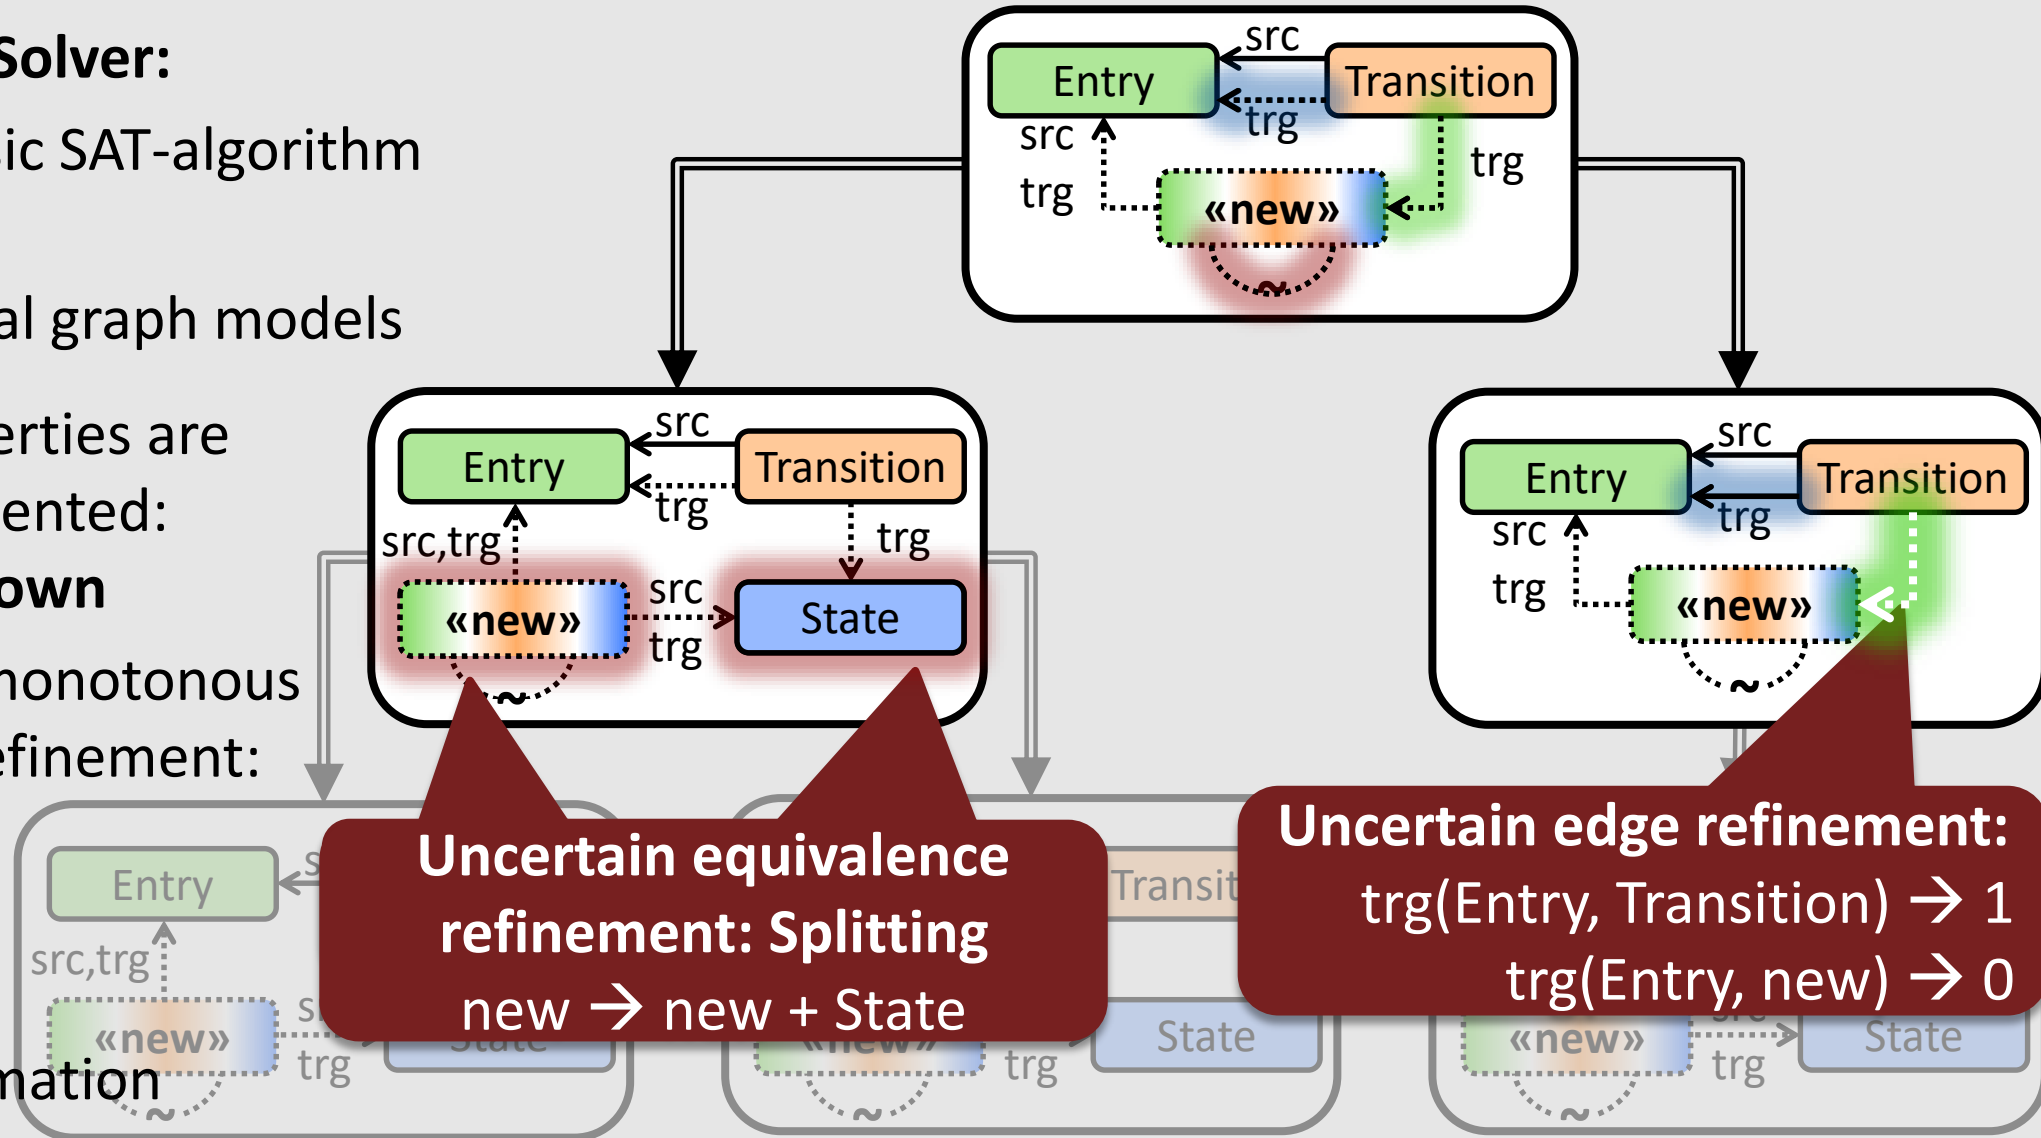 Solver:
sic SAT-algorithm
al graph models
erties are
ented:
own
monotonous
efinement:
mation
src
Entry
Transition
trg
src
trg
trg
«new»
~
src
Entry
Transition
trg
src,trg
trg
«new»
src
trg
State
~
src
Entry
Transition
trg
src
trg
«new»
~
Uncertain equivalence
refinement: Splitting
new → new + State
Uncertain edge refinement:
trg(Entry, Transition) → 1
trg(Entry, new) → 0
Entry
src,trg
«new»
trg
State
~
Transit
«new»
trg
State
~
«new»
src
trg
State
~